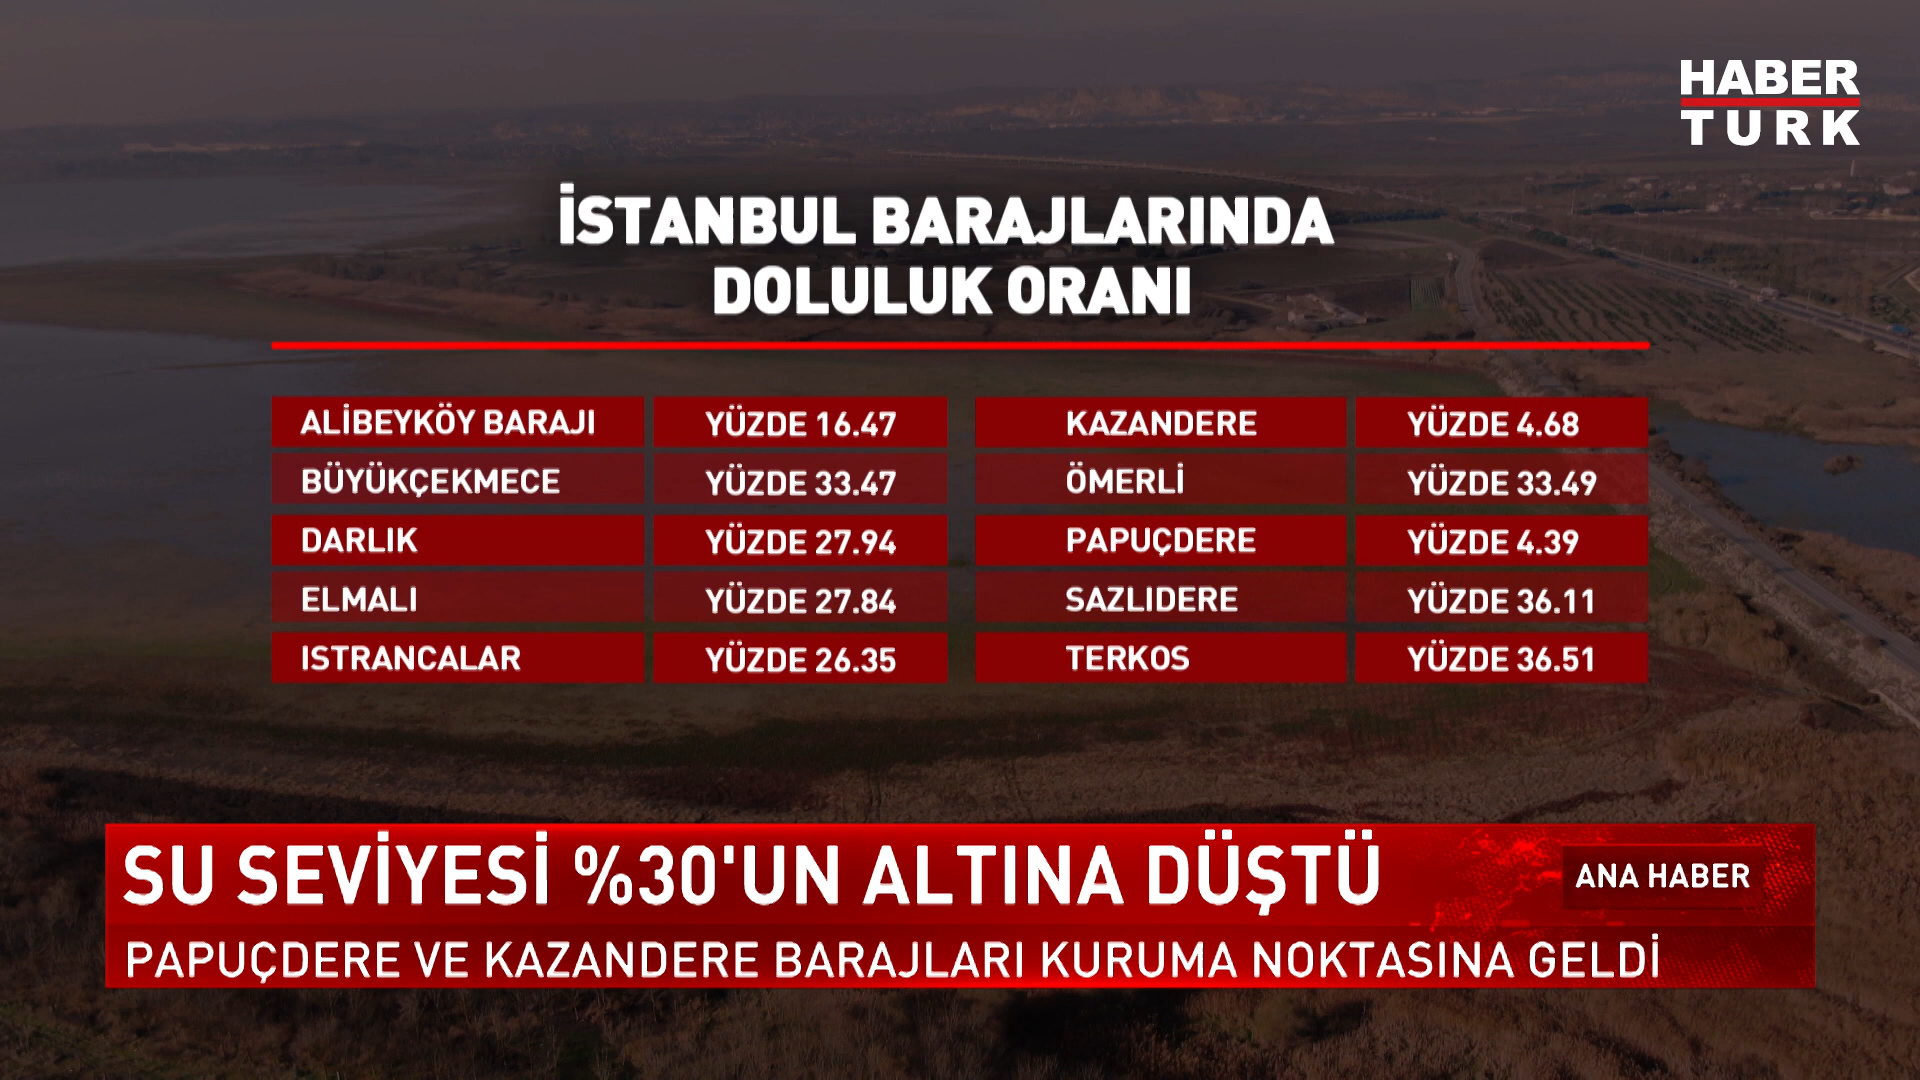 HABER
TURK
İSTANBUL BARAJLARINDA
DOLULUK ORANI
ALİBEYKÖY BARAJI YÜZDE 16.47 KAZANDERE YÜZDE 4.68
BÜYÜKÇEKMECE YÜZDE 33.47 ÖMERLİ YÜZDE 33.49
DARLIK YÜZDE 27.94 PAPUÇDERE YÜZDE 4.39
ELMALI YÜZDE 27.84 SAZLIDERE YÜZDE 36.11
ISTRANCALAR YÜZDE 26.35 TERKOS YÜZDE 36.51
SU SEVİYESİ %30'UN ALTINA DÜŞTÜ
ANA HABER
PAPUÇDERE VE KAZANDERE BARAJLARI KURUMA NOKTASINA GELDİ